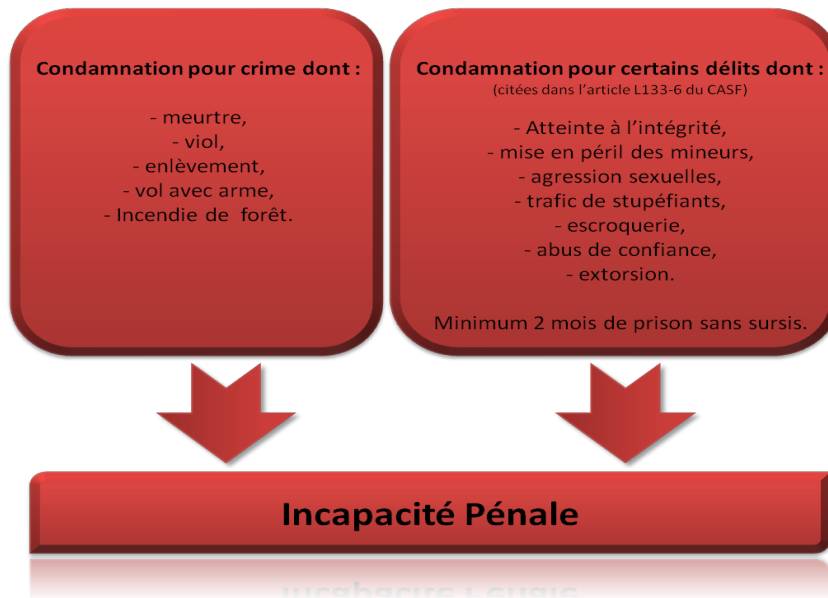 Condamnation pour crime dont :
- meurtre,
- viol,
- enlèvement,
- vol avec arme,
- Incendie de forêt.
Condamnation pour certains délits dont :
(citées dans l'article L133-6 du CASF)
- Atteinte à l'intégrité,
- mise en péril des mineurs,
- agression sexuelles,
- trafic de stupéfiants,
- escroquerie,
- abus de confiance,
- extorsion.
Minimum 2 mois de prison sans sursis.
Incapacité Pénale